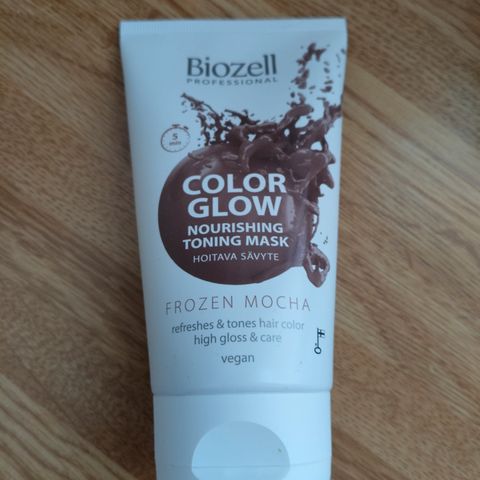 Biozell
PROFESSIONAL
5
min
COLOR
GLOW
NOURISHING
TONING MASK
HOITAVA SÄVYTE
FROZEN MOCHA
refreshes & tones hair color
high gloss & care
vegan